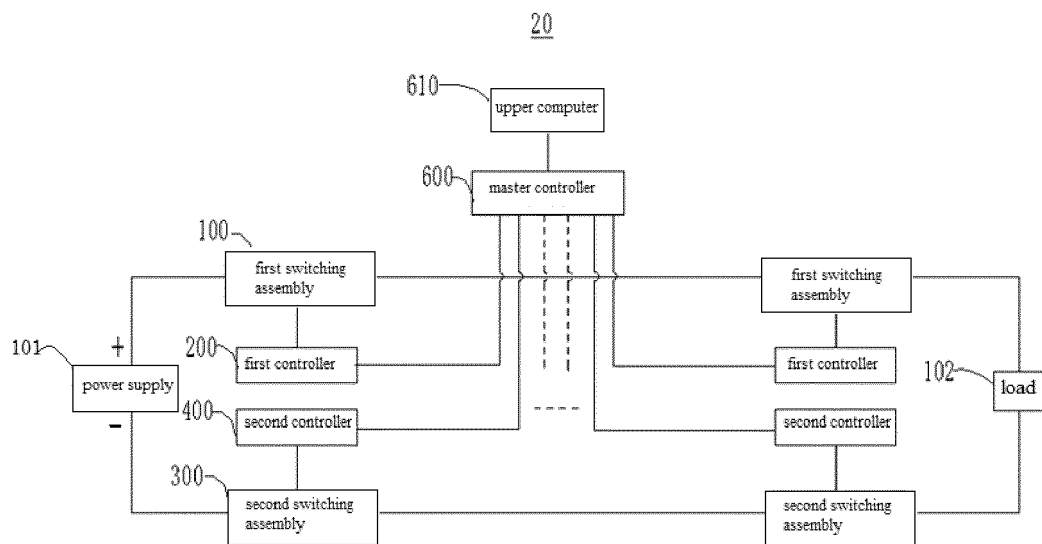 20
610
upper computer
600
master controller
100
first switching
assembly
first switching
assembly
101
+
200
first controller
first controller
power supply
102
load
-
400
second controller
second controller
300
second switching
assembly
second switching
assembly